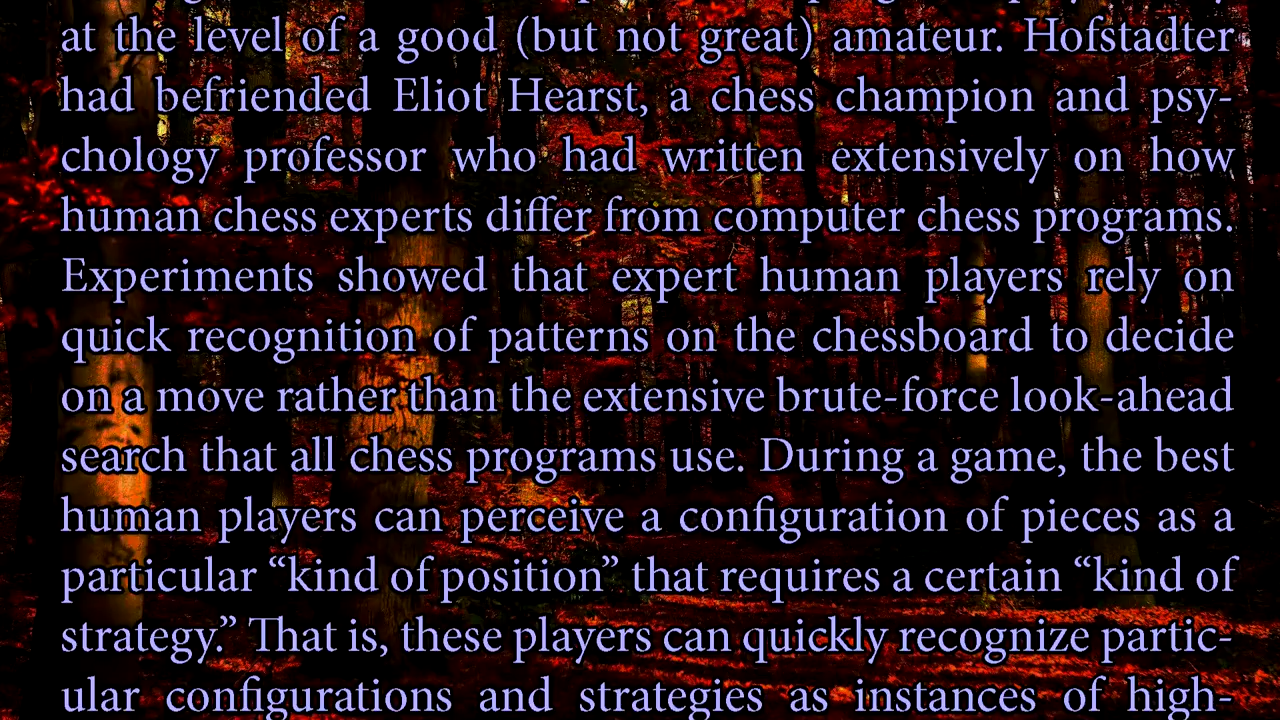 at the level of a good (but not great) amateur. Hofstadter
had befriended Eliot Hearst, a chess champion and psy-
chology professor who had written extensively on how
human chess experts differ from computer chess programs.
Experiments showed that expert human players rely on
quick recognition of patterns on the chessboard to decide
on a move rather than the extensive brute-force look-ahead
search that all chess programs use. During a game, the best
human players can perceive a configuration of pieces as a
particular “kind of position” that requires a certain “kind of
strategy.” That is, these players can quickly recognize partic-
ular configurations and strategies as instances of high-